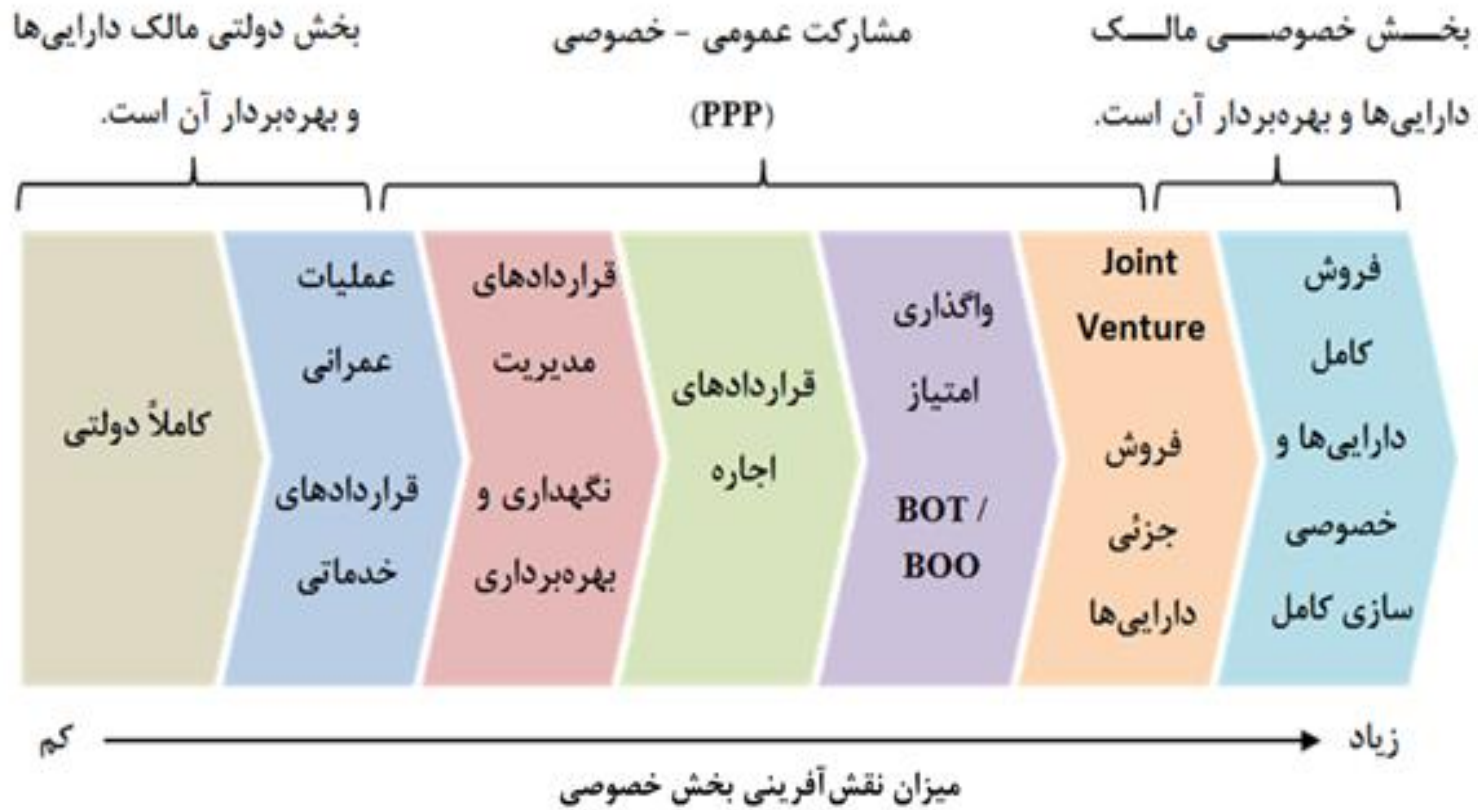 بخش خصوصی مالک
دارایی‌ها و بهره‌بردار آن است.
مشارکت عمومی - خصوصی
(PPP)
بخش دولتی مالک دارایی‌ها
و بهره‌بردار آن است.
کاملاً دولتی
عملیات
عمرانی
قراردادهای
خدماتی
قراردادهای
مدیریت
نگهداری و
بهره‌برداری
قراردادهای
اجاره
واگذاری
امتیاز
BOT /
BOO
Joint
Venture
فروش
جزئی
دارایی‌ها
فروش
کامل
دارایی‌ها و
خصوصی
سازی کامل
کم
زیاد
میزان نقش‌آفرینی بخش خصوصی